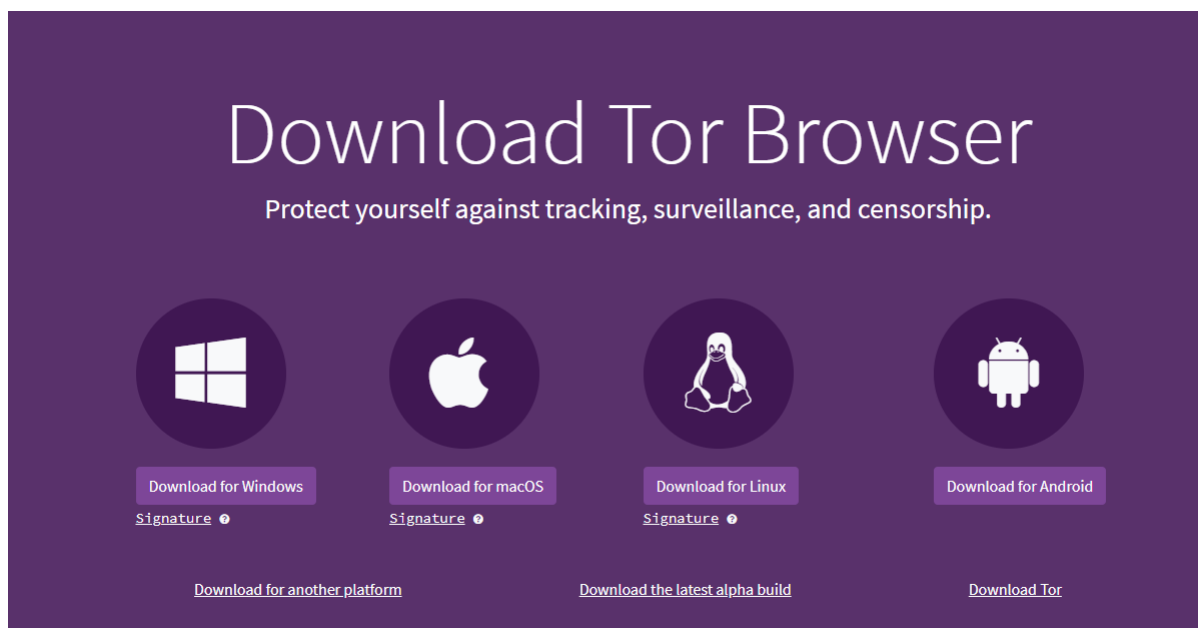 Download Tor Browser
Protect yourself against tracking, surveillance, and censorship.
Download for Windows
Download for macOS
Download for Linux
Download for Android
Signature ?
Signature ?
Signature ?
Download for another platform
Download the latest alpha build
Download Tor